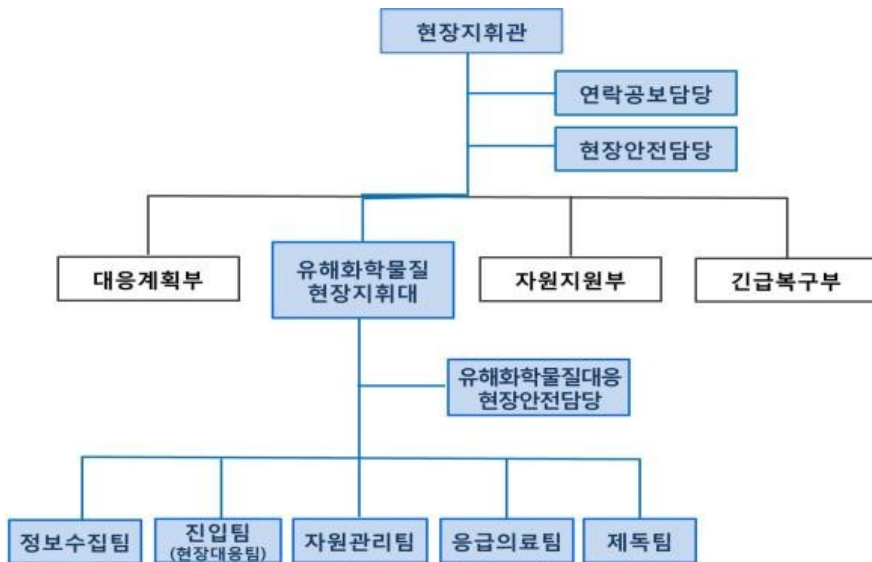 현장지휘관
연락공보담당
현장안전담당
대응계획부
유해화학물질
현장지휘대
자원지원부
긴급복구부
유해화학물질대응
현장안전담당
정보수집팀
진입팀
(현장대응팀)
자원관리팀
응급의료팀
제독팀